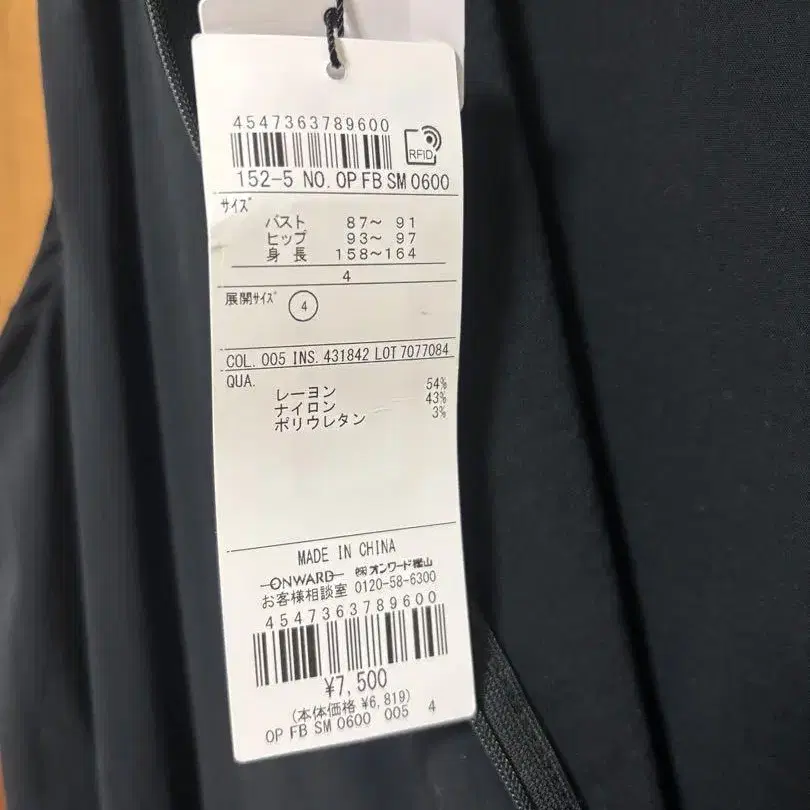 4547363789600
RFID
152-5 NO. OP FB SM 0600
サイズ
バスト 87～ 91
ヒップ 93～ 97
身長 158～164
4
展開サイズ 4
COL. 005 INS. 431842 LOT 7077084
QUA.
レーヨン 54%
ナイロン 43%
ポリウレタン 3%
MADE IN CHINA
ONWARD ㈱オンワード樫山
お客様相談室 0120-58-6300
4547363789600
¥7,500
(本体価格 ¥6,819)
OP FB SM 0600 005 4